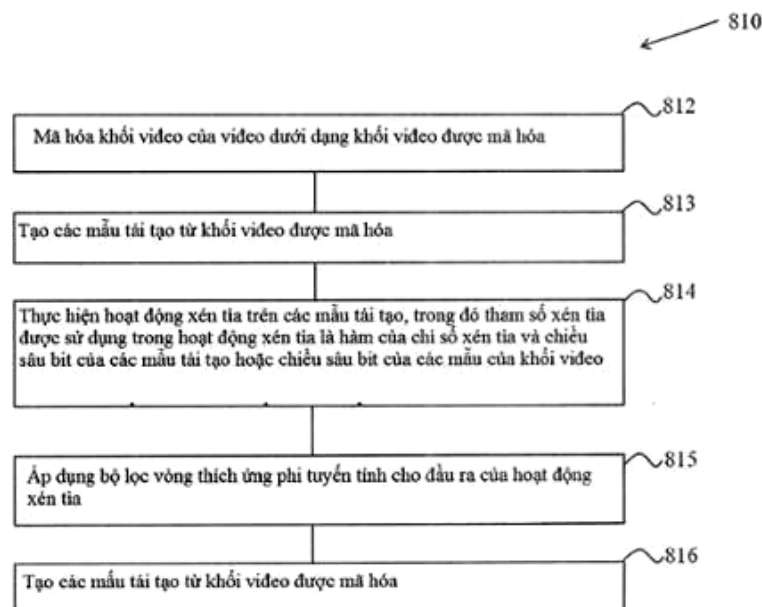 810
812
Mã hóa khối video của video dưới dạng khối video được mã hóa
813
Tạo các mẫu tái tạo từ khối video được mã hóa
814
Thực hiện hoạt động xén tỉa trên các mẫu tái tạo, trong đó tham số xén tỉa
được sử dụng trong hoạt động xén tỉa là hàm của chỉ số xén tỉa và chiều
sâu bit của các mẫu tái tạo hoặc chiều sâu bit của các mẫu của khối video
815
Áp dụng bộ lọc vòng thích ứng phi tuyến tính cho đầu ra của hoạt động
xén tỉa
816
Tạo các mẩu tái tạo từ khối video được mã hóa